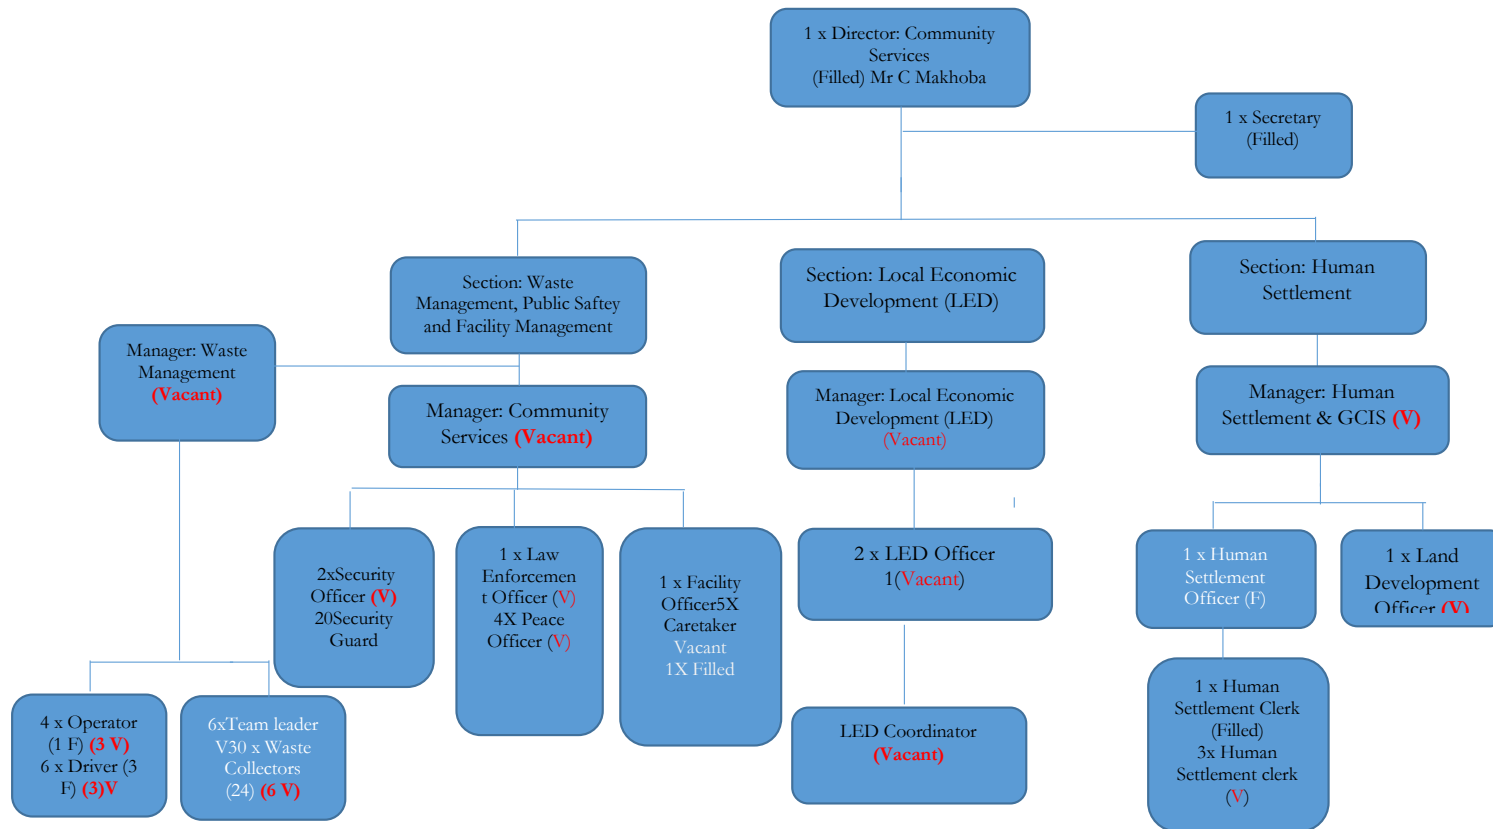 1 x Director: Community
Services
(Filled) Mr C Makhoba
1 x Secretary
(Filled)
Section: Waste
Management, Public Saftey
and Facility Management
Section: Local Economic
Development (LED)
Section: Human
Settlement
Manager: Waste
Management
(Vacant)
Manager: Community
Services (Vacant)
Manager: Local Economic
Development (LED)
(Vacant)
Manager: Human
Settlement & GCIS (V)
2xSecurity
Officer (V)
20Security
Guard
1 x Law
Enforcemen
t Officer (V)
4X Peace
Officer (V)
1 x Facility
Officer5X
Caretaker
Vacant
1X Filled
2 x LED Officer
1(Vacant)
1 x Human
Settlement
Officer (F)
1 x Land
Development
Officer (V)
4 x Operator
(1 F) (3 V)
6 x Driver (3
F) (3)V
6xTeam leader
V30 x Waste
Collectors
(24) (6 V)
LED Coordinator
(Vacant)
1 x Human
Settlement Clerk
(Filled)
3x Human
Settlement clerk
(V)